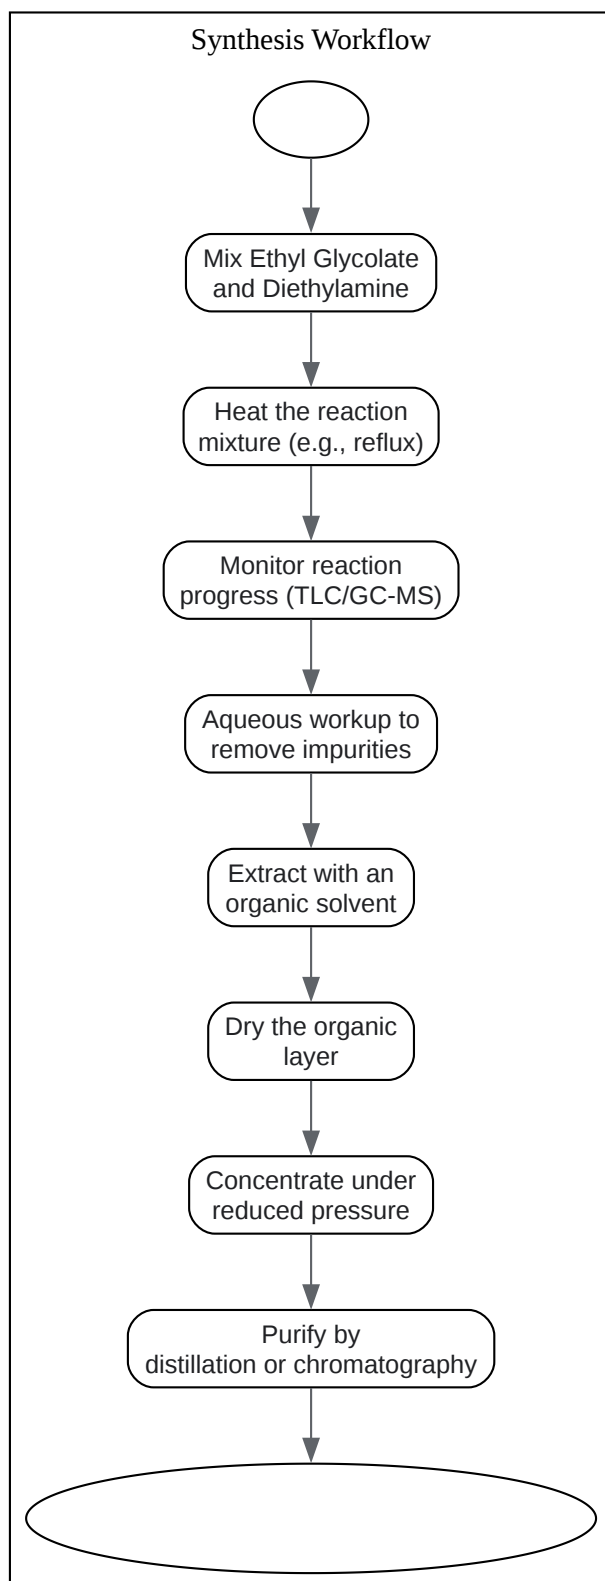 Synthesis Workflow
Mix Ethyl Glycolate
and Diethylamine
Heat the reaction
mixture (e.g., reflux)
Monitor reaction
progress (TLC/GC-MS)
Aqueous workup to
remove impurities
Extract with an
organic solvent
Dry the organic
layer
Concentrate under
reduced pressure
Purify by
distillation or chromatography